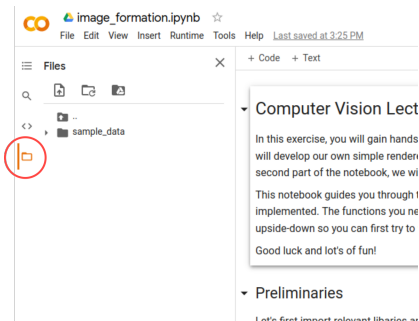 image_formation.ipynb
File Edit View Insert Runtime Tools Help Last saved at 3:25 PM
Files
+ Code + Text
..
sample_data
Computer Vision Lect
In this exercise, you will gain hands
will develop our own simple rendere
second part of the notebook, we wi
This notebook guides you through t
implemented. The functions you ne
upside-down so you can first try to
Good luck and lot's of fun!
Preliminaries
Let's first import relevant libaries an